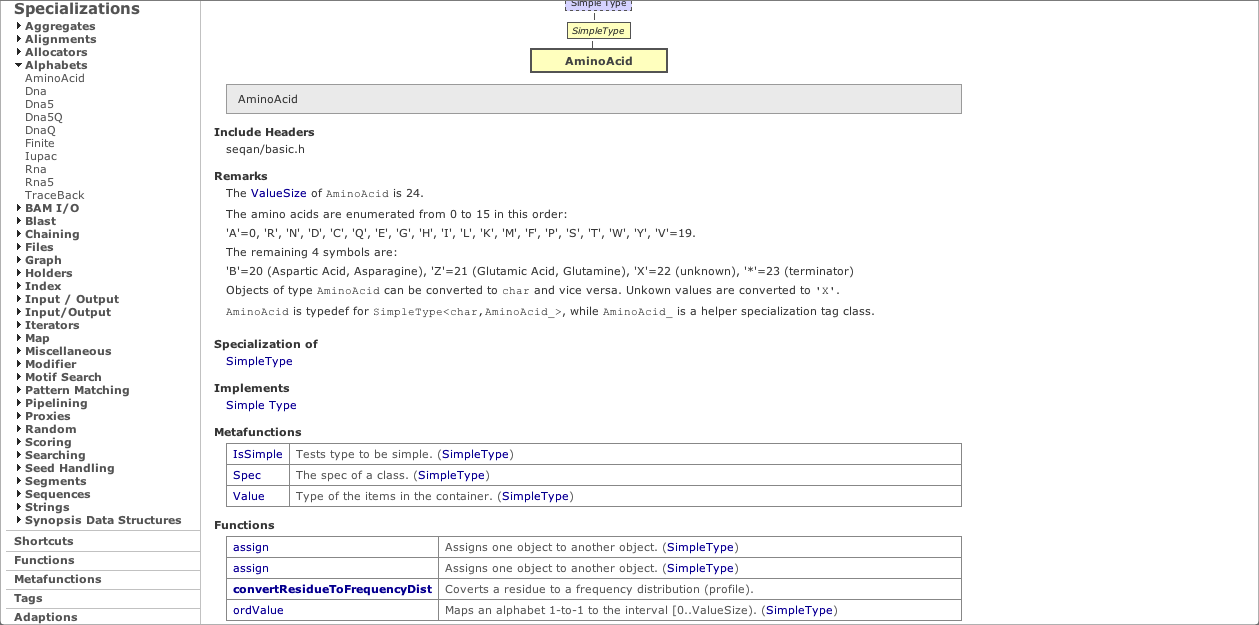 Specializations
Aggregates
Alignments
Allocators
Alphabets
AminoAcid
Dna
Dna5
Dna5Q
DnaQ
Finite
Iupac
Rna
Rna5
TraceBack
BAM I/O
Blast
Chaining
Files
Graph
Holders
Index
Input / Output
Input/Output
Iterators
Map
Miscellaneous
Modifier
Motif Search
Pattern Matching
Pipelining
Proxies
Random
Scoring
Searching
Seed Handling
Segments
Sequences
Strings
Synopsis Data Structures
Shortcuts
Functions
Metafunctions
Tags
Adaptions
Simple Type
SimpleType
AminoAcid
AminoAcid
Include Headers
seqan/basic.h
Remarks
The ValueSize of AminoAcid is 24.
The amino acids are enumerated from 0 to 15 in this order:
'A'=0, 'R', 'N', 'D', 'C', 'Q', 'E', 'G', 'H', 'I', 'L', 'K', 'M', 'F', 'P', 'S', 'T', 'W', 'Y', 'V'=19.
The remaining 4 symbols are:
'B'=20 (Aspartic Acid, Asparagine), 'Z'=21 (Glutamic Acid, Glutamine), 'X'=22 (unknown), '*'=23 (terminator)
Objects of type AminoAcid can be converted to char and vice versa. Unkown values are converted to 'X'.
AminoAcid is typedef for SimpleType<char,AminoAcid_>, while AminoAcid_ is a helper specialization tag class.
Specialization of
SimpleType
Implements
Simple Type
Metafunctions
IsSimple Tests type to be simple. (SimpleType)
Spec The spec of a class. (SimpleType)
Value Type of the items in the container. (SimpleType)
Functions
assign Assigns one object to another object. (SimpleType)
assign Assigns one object to another object. (SimpleType)
convertResidueToFrequencyDist Coverts a residue to a frequency distribution (profile).
ordValue Maps an alphabet 1-to-1 to the interval [0..ValueSize). (SimpleType)